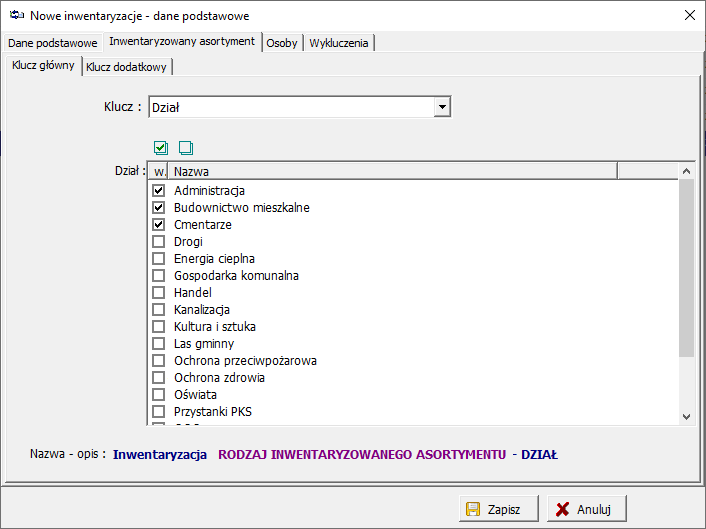 Nowe inwentaryzacje - dane podstawowe
Dane podstawowe Inwentaryzowany asortyment Osoby Wykluczenia
Klucz główny Klucz dodatkowy
Klucz : Dział
Dział : w. Nazwa
Administracja
Budownictwo mieszkalne
Cmentarze
Drogi
Energia cieplna
Gospodarka komunalna
Handel
Kanalizacja
Kultura i sztuka
Las gminny
Ochrona przeciwpożarowa
Ochrona zdrowia
Oświata
Przystanki PKS
Nazwa - opis : Inwentaryzacja RODZAJ INWENTARYZOWANEGO ASORTYMENTU - DZIAŁ
Zapisz Anuluj